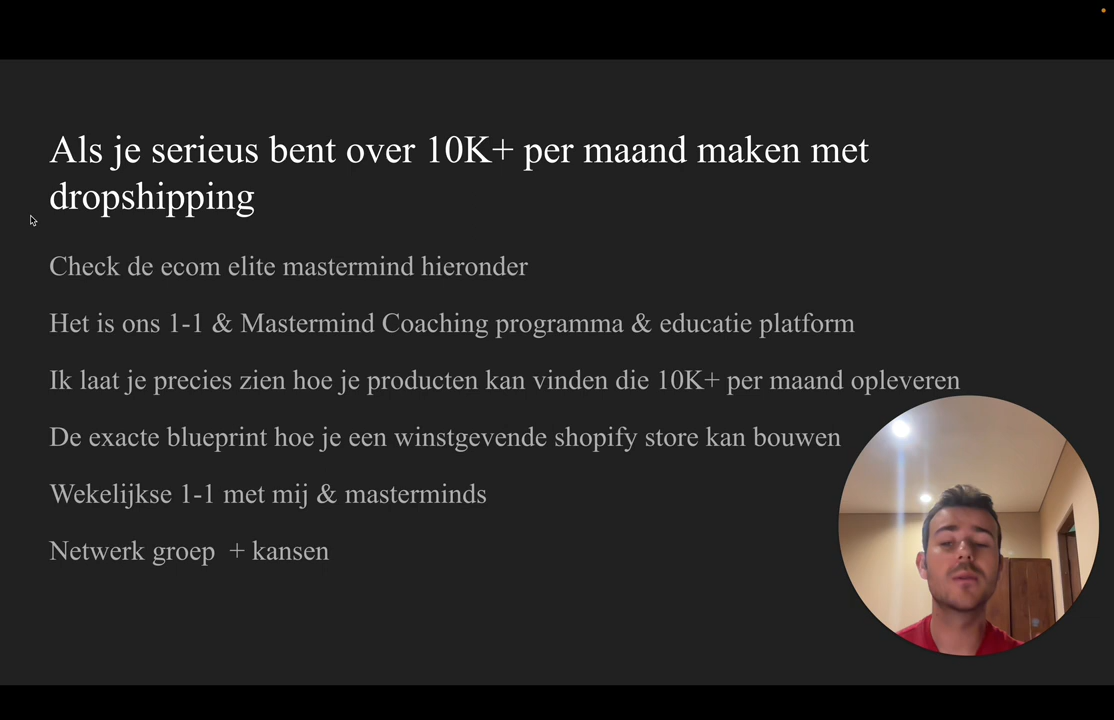 Als je serieus bent over 10K+ per maand maken met
dropshipping
Check de ecom elite mastermind hieronder
Het is ons 1-1 & Mastermind Coaching programma & educatie platform
Ik laat je precies zien hoe je producten kan vinden die 10K+ per maand opleveren
De exacte blueprint hoe je een winstgevende shopify store kan bouwen
Wekelijkse 1-1 met mij & masterminds
Netwerk groep + kansen